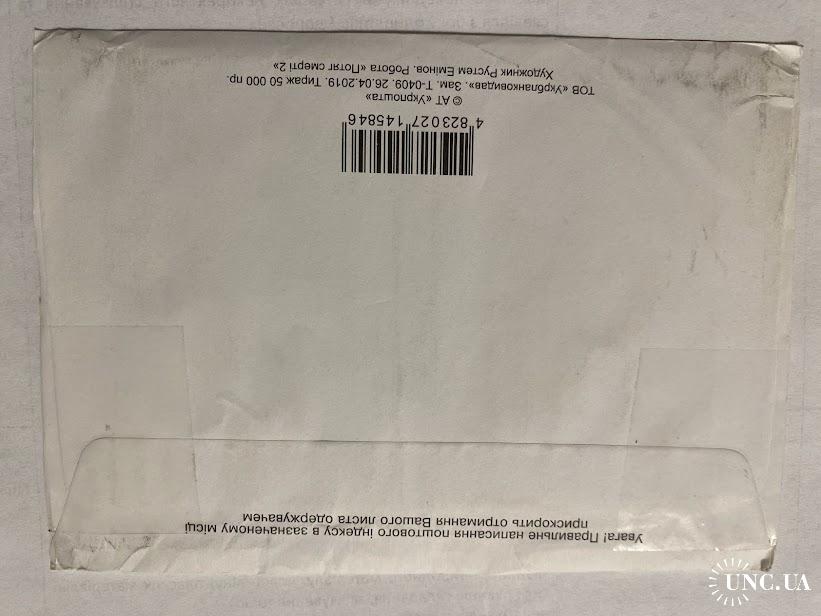 Увага! Правильне написання поштового індексу в зазначеному місці
прискорить отримання Вашого листа одержувачем
4 823027 145846
© АТ «Укрпошта»
ТОВ «Укрбланковидав». Зам. Т-0409. 26.04.2019. Тираж 50 000 пр.
Художник Рустем Емінов. Робота «Потяг смерті 2»
UNC.UA